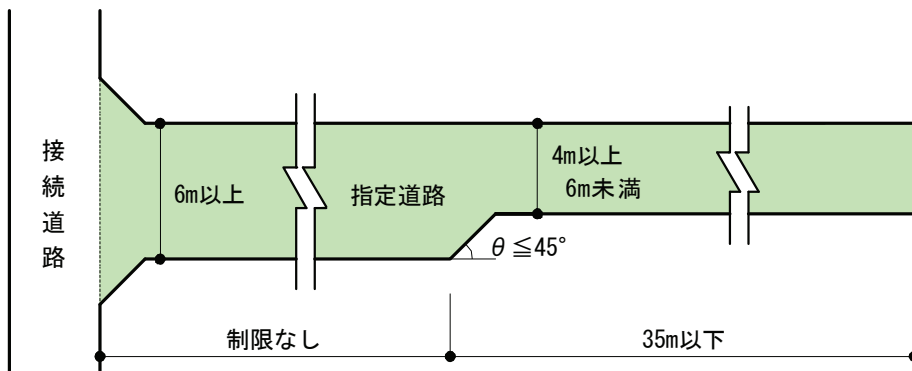 接続道路
6m以上
指定道路
4m以上
6m未満
θ≦45°
制限なし
35m以下